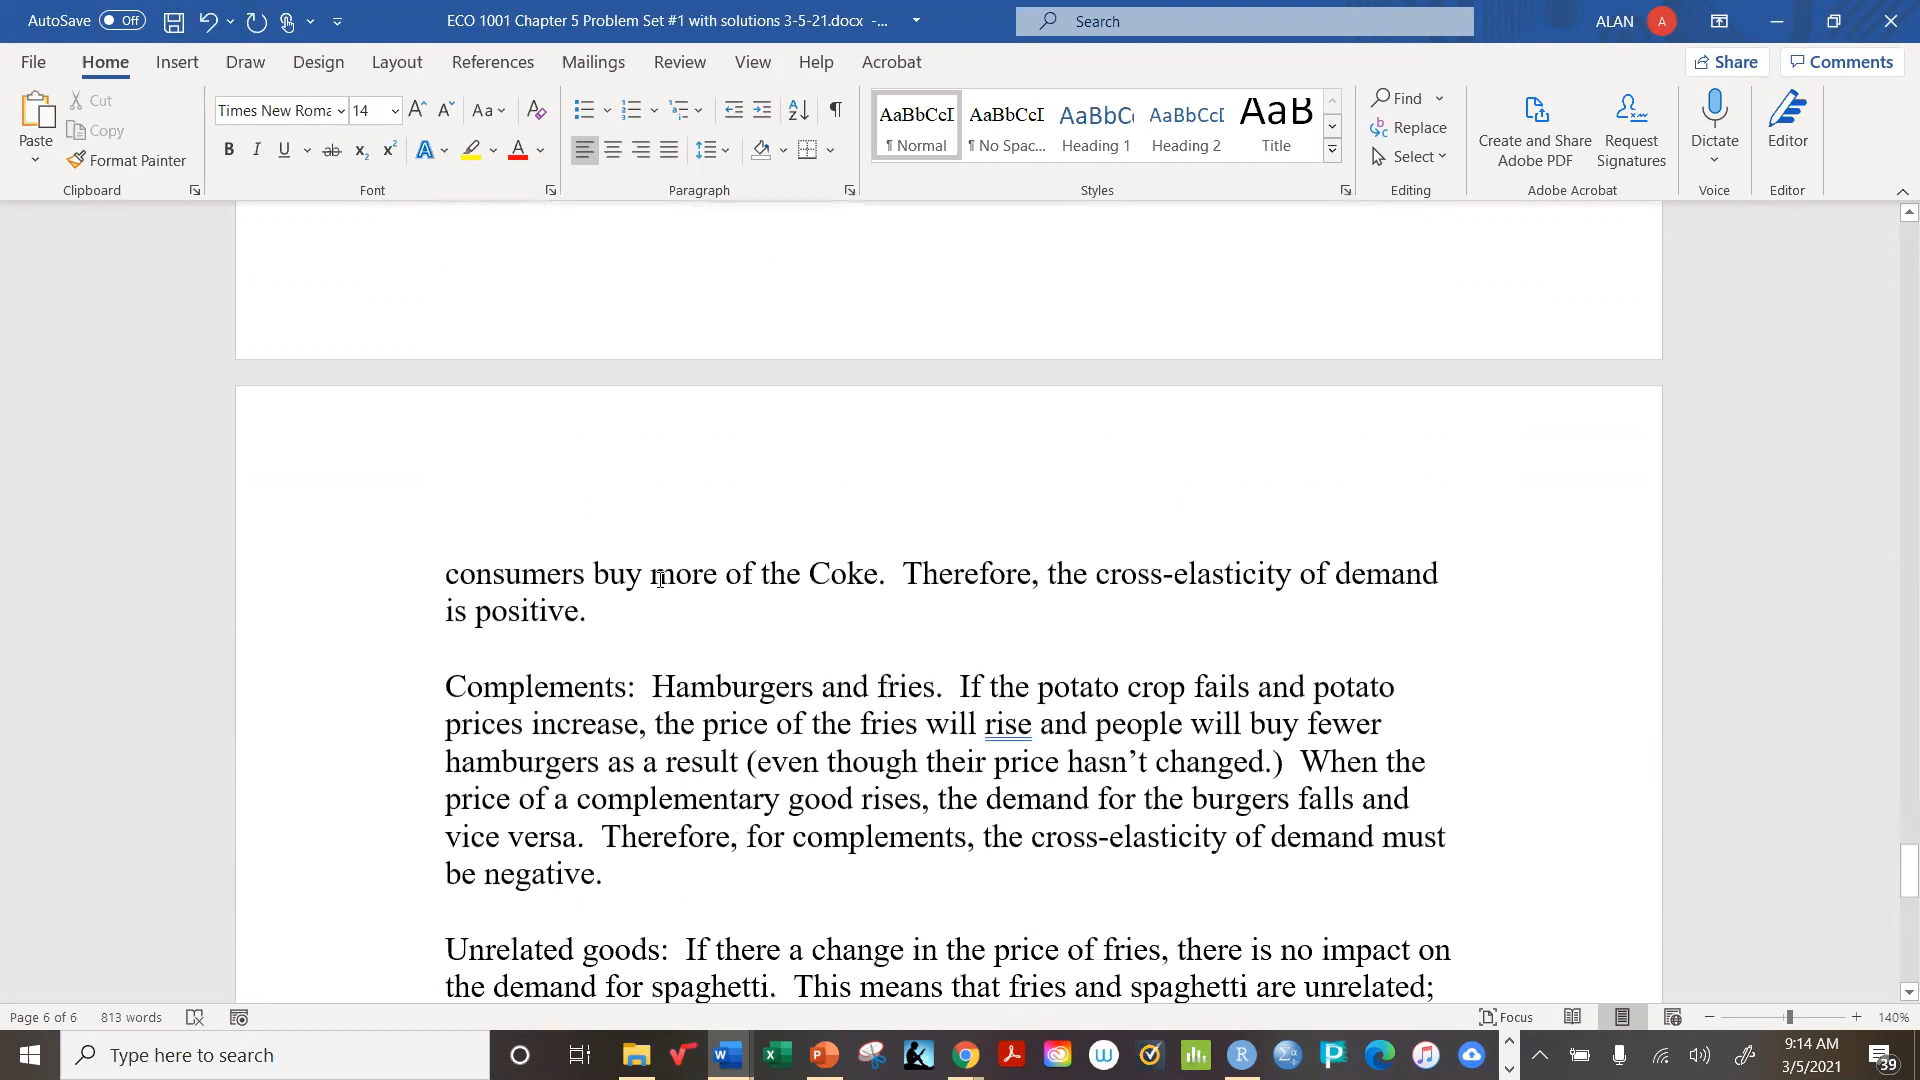 AutoSave Off ECO 1001 Chapter 5 Problem Set #1 with solutions 3-5-21.docx -... Search ALAN A
File Home Insert Draw Design Layout References Mailings Review View Help Acrobat Share Comments
Paste Cut Copy Format Painter Clipboard
Times New Roma 14 Aa Font
B I U ab x₂ x² A A
Paragraph
AaBbCcI ¶ Normal
AaBbCcI ¶ No Spac...
AaBbC( Heading 1
AaBbCcI Heading 2
AaB Title
Styles
Find Replace Select Editing
Create and Share Adobe PDF Request Signatures Adobe Acrobat
Dictate Voice
Editor Editor
consumers buy more of the Coke.  Therefore, the cross-elasticity of demand
is positive.
Complements:  Hamburgers and fries.  If the potato crop fails and potato
prices increase, the price of the fries will rise and people will buy fewer
hamburgers as a result (even though their price hasn’t changed.)  When the
price of a complementary good rises, the demand for the burgers falls and
vice versa.  Therefore, for complements, the cross-elasticity of demand must
be negative.
Unrelated goods:  If there a change in the price of fries, there is no impact on
the demand for spaghetti.  This means that fries and spaghetti are unrelated;
Page 6 of 6 813 words Focus 140%
Type here to search
9:14 AM
3/5/2021
39